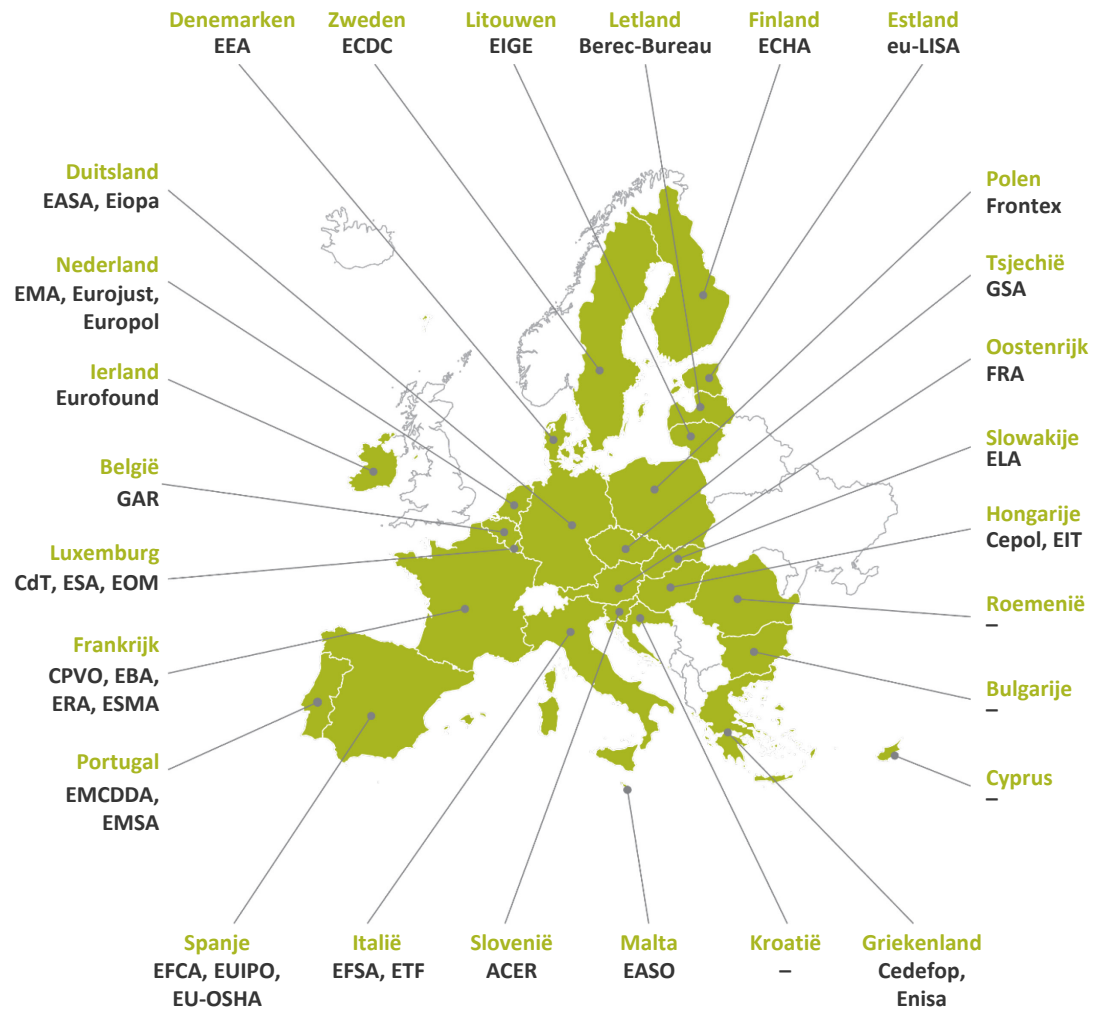 Denemarken
EEA
Zweden
ECDC
Litouwen
EIGE
Letland
Berec-Bureau
Finland
ECHA
Estland
eu-LISA
Duitsland
EASA, Eiopa
Nederland
EMA, Eurojust,
Europol
Ierland
Eurofound
België
GAR
Luxemburg
CdT, ESA, EOM
Frankrijk
CPVO, EBA,
ERA, ESMA
Portugal
EMCDDA,
EMSA
Polen
Frontex
Tsjechië
GSA
Oostenrijk
FRA
Slowakije
ELA
Hongarije
Cepol, EIT
Roemenië
–
Bulgarije
–
Cyprus
–
Spanje
EFCA, EUIPO,
EU-OSHA
Italië
EFSA, ETF
Slovenië
ACER
Malta
EASO
Kroatië
–
Griekenland
Cedefop,
Enisa